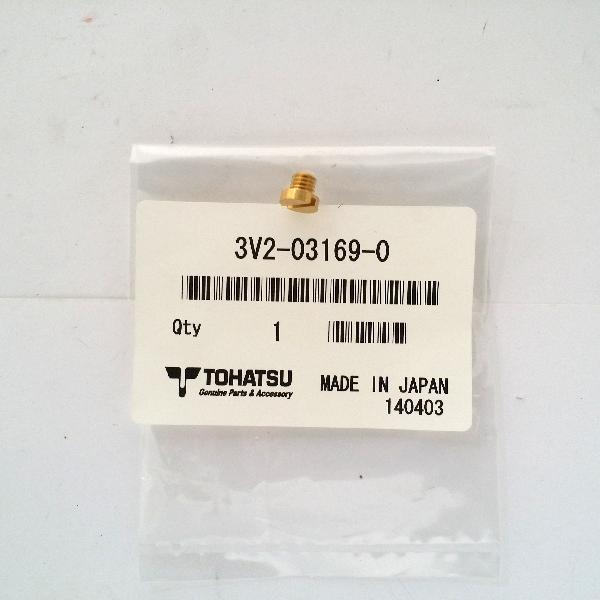 3V2-03169-0
Qty 1
TOHATSU
Genuine Parts & Accessory
MADE IN JAPAN
140403